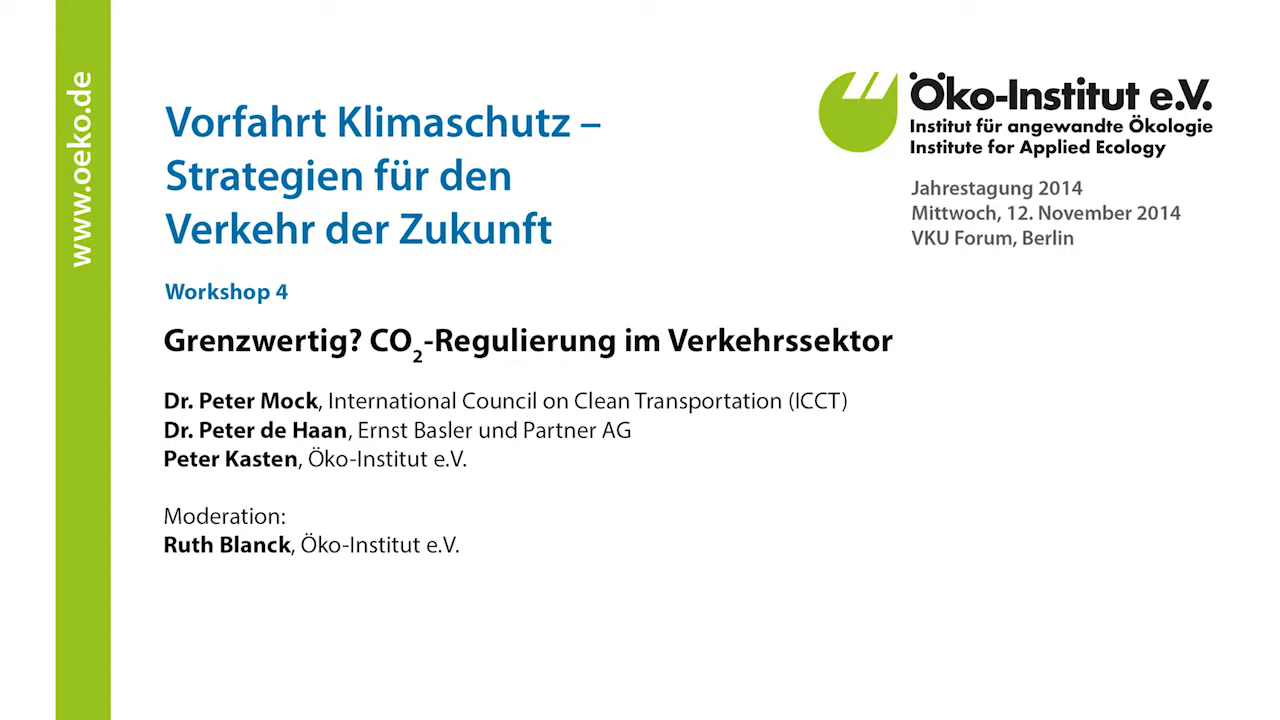 www.oeko.de
Vorfahrt Klimaschutz –
Strategien für den
Verkehr der Zukunft
Öko-Institut e.V.
Institut für angewandte Ökologie
Institute for Applied Ecology
Jahrestagung 2014
Mittwoch, 12. November 2014
VKU Forum, Berlin
Workshop 4
Grenzwertig? CO₂-Regulierung im Verkehrssektor
Dr. Peter Mock, International Council on Clean Transportation (ICCT)
Dr. Peter de Haan, Ernst Basler und Partner AG
Peter Kasten, Öko-Institut e.V.
Moderation:
Ruth Blanck, Öko-Institut e.V.